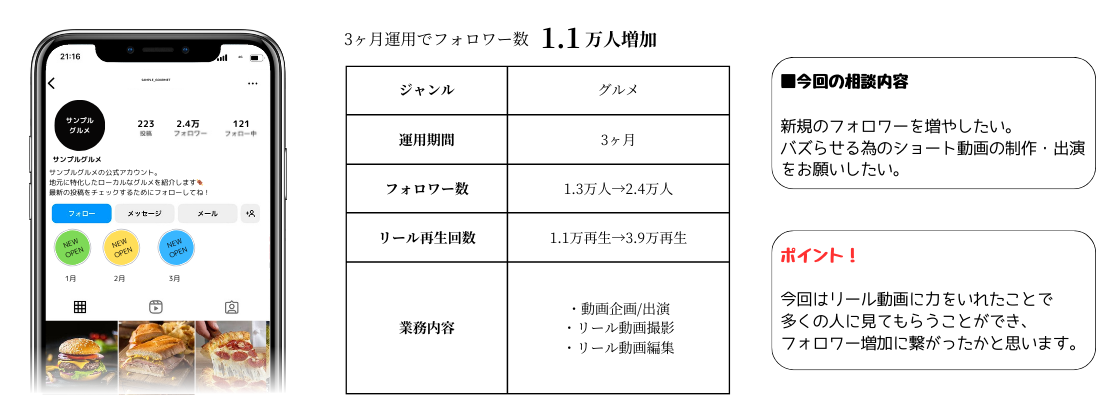 21:16
SAMPLE_GOURMET
サンプル
グルメ
223
投稿
2.4万
フォロワー
121
フォロー中
サンプルグルメ
サンプルグルメの公式アカウント。
地元に特化したローカルなグルメを紹介します
最新の投稿をチェックするためにフォローしてね！
フォロー
メッセージ
メール
NEW
OPEN
NEW
OPEN
NEW
OPEN
1月
2月
3月
3ヶ月運用でフォロワー数 1.1万人増加
ジャンル グルメ
運用期間 3ヶ月
フォロワー数 1.3万人→2.4万人
リール再生回数 1.1万再生→3.9万再生
業務内容
・動画企画/出演
・リール動画撮影
・リール動画編集
■今回の相談内容
新規のフォロワーを増やしたい。
バズらせる為のショート動画の制作・出演
をお願いしたい。
ポイント！
今回はリール動画に力をいれたことで
多くの人に見てもらうことができ、
フォロワー増加に繋がったかと思います。